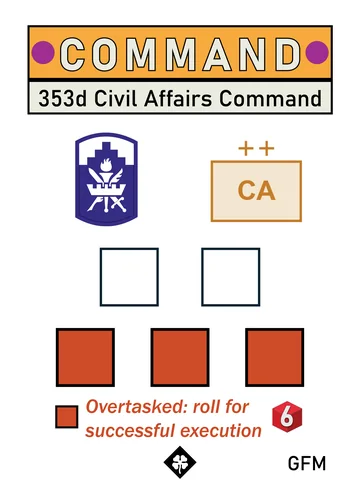 COMMAND
353d Civil Affairs Command
++
CA
Overtasked: roll for
successful execution
6
GFM